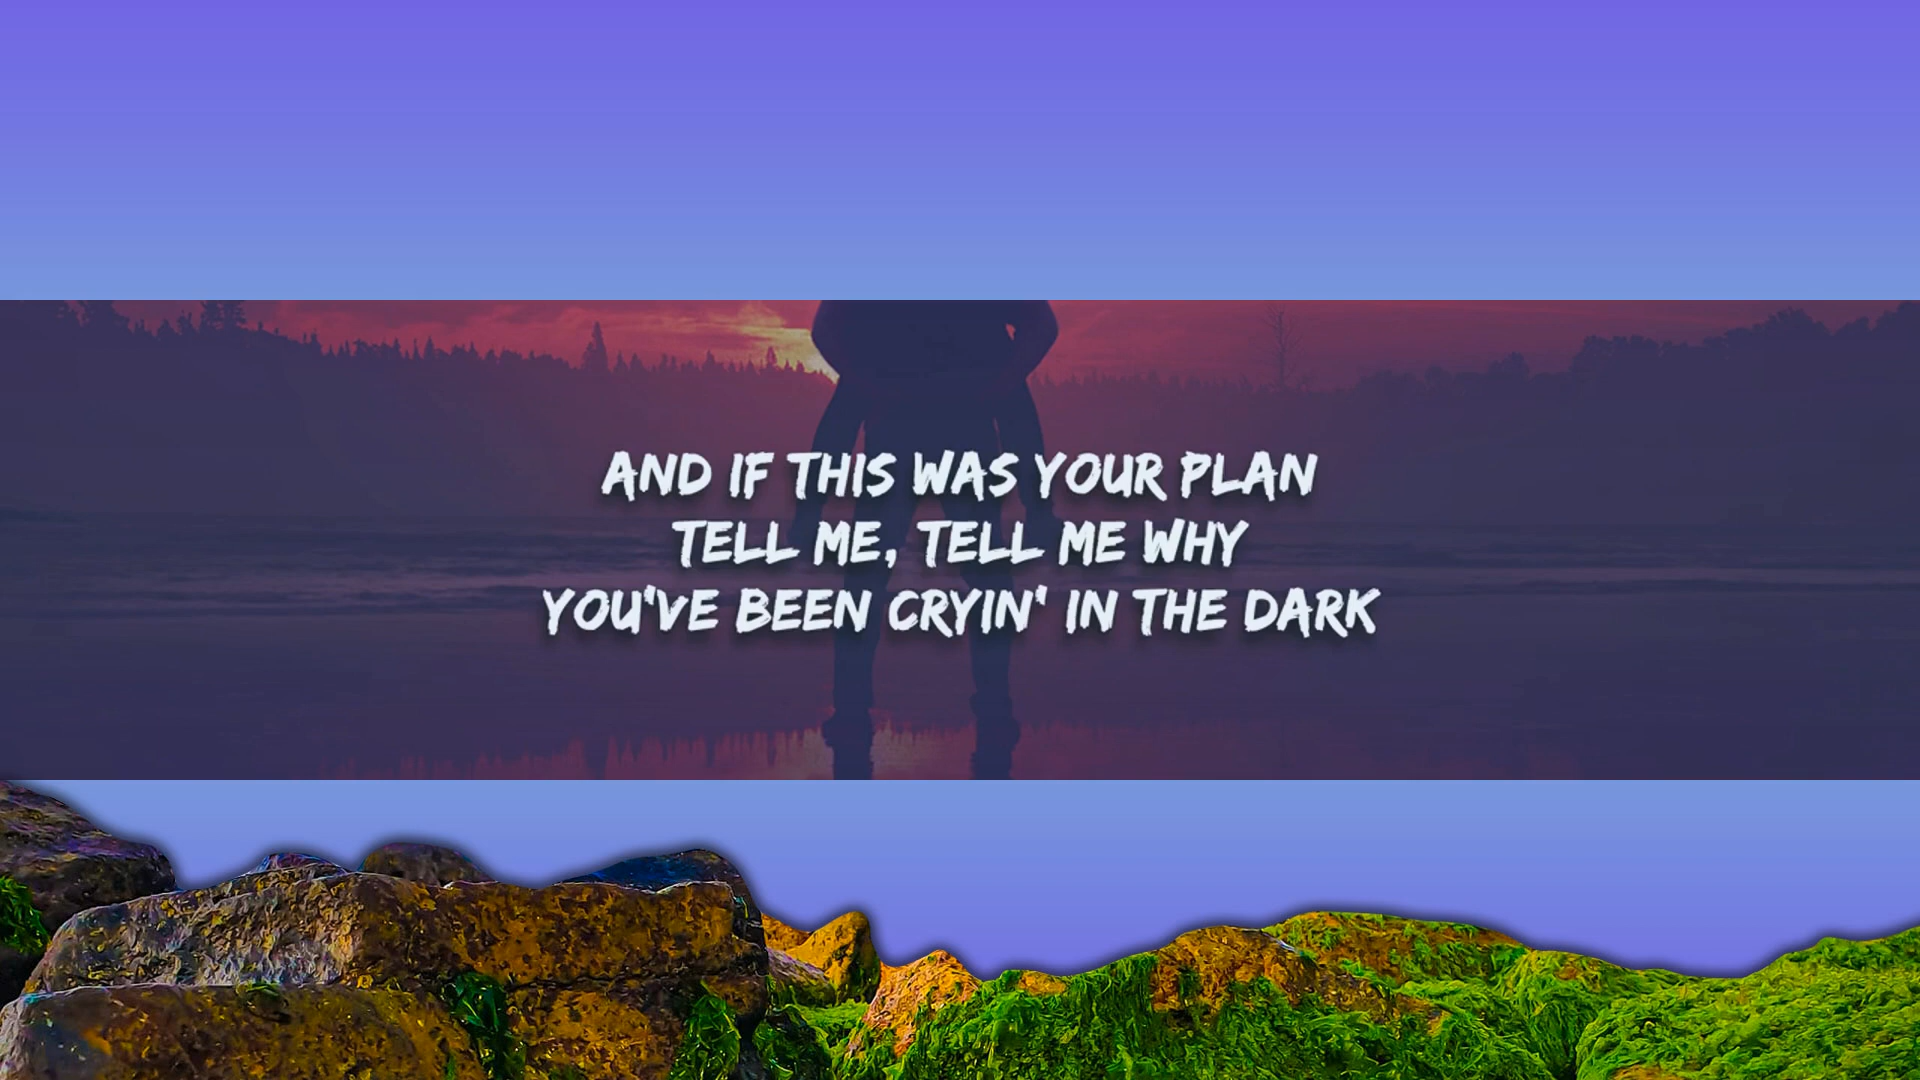 AND IF THIS WAS YOUR PLAN
TELL ME, TELL ME WHY
YOU'VE BEEN CRYIN' IN THE DARK